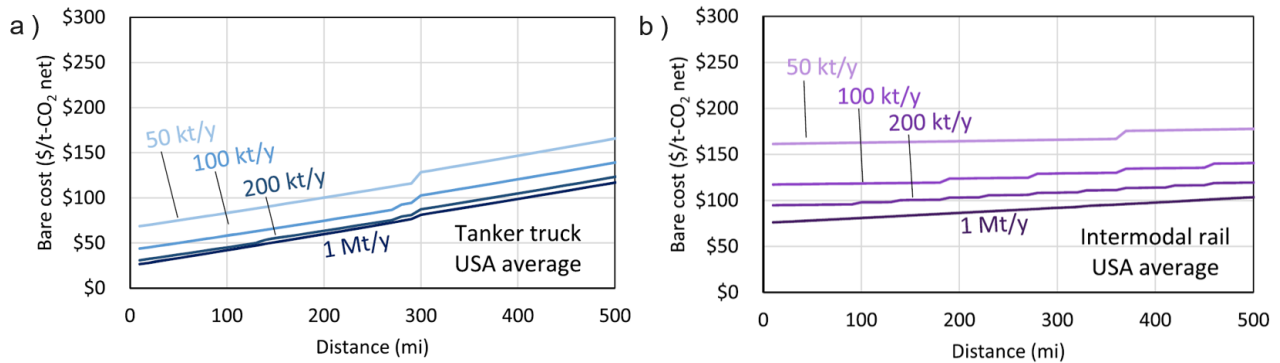 a )
Bare cost ($/t-CO₂ net)
$300
$250
$200
$150
$100
$50
$0
50 kt/y
100 kt/y
200 kt/y
1 Mt/y
Tanker truck
USA average
0
100
200
300
400
500
Distance (mi)
b )
Bare cost ($/t-CO₂ net)
$300
$250
$200
$150
$100
$50
$0
50 kt/y
100 kt/y
200 kt/y
1 Mt/y
Intermodal rail
USA average
0
100
200
300
400
500
Distance (mi)